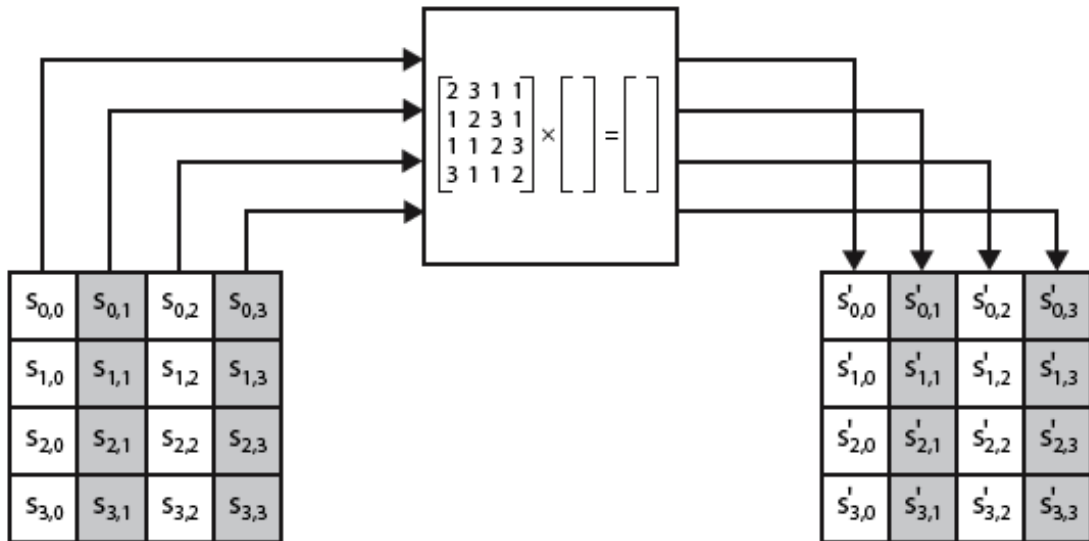 2 3 1 1
1 2 3 1
1 1 2 3
3 1 1 2
× =
S0,0 S0,1 S0,2 S0,3
S1,0 S1,1 S1,2 S1,3
S2,0 S2,1 S2,2 S2,3
S3,0 S3,1 S3,2 S3,3
S'0,0 S'0,1 S'0,2 S'0,3
S'1,0 S'1,1 S'1,2 S'1,3
S'2,0 S'2,1 S'2,2 S'2,3
S'3,0 S'3,1 S'3,2 S'3,3